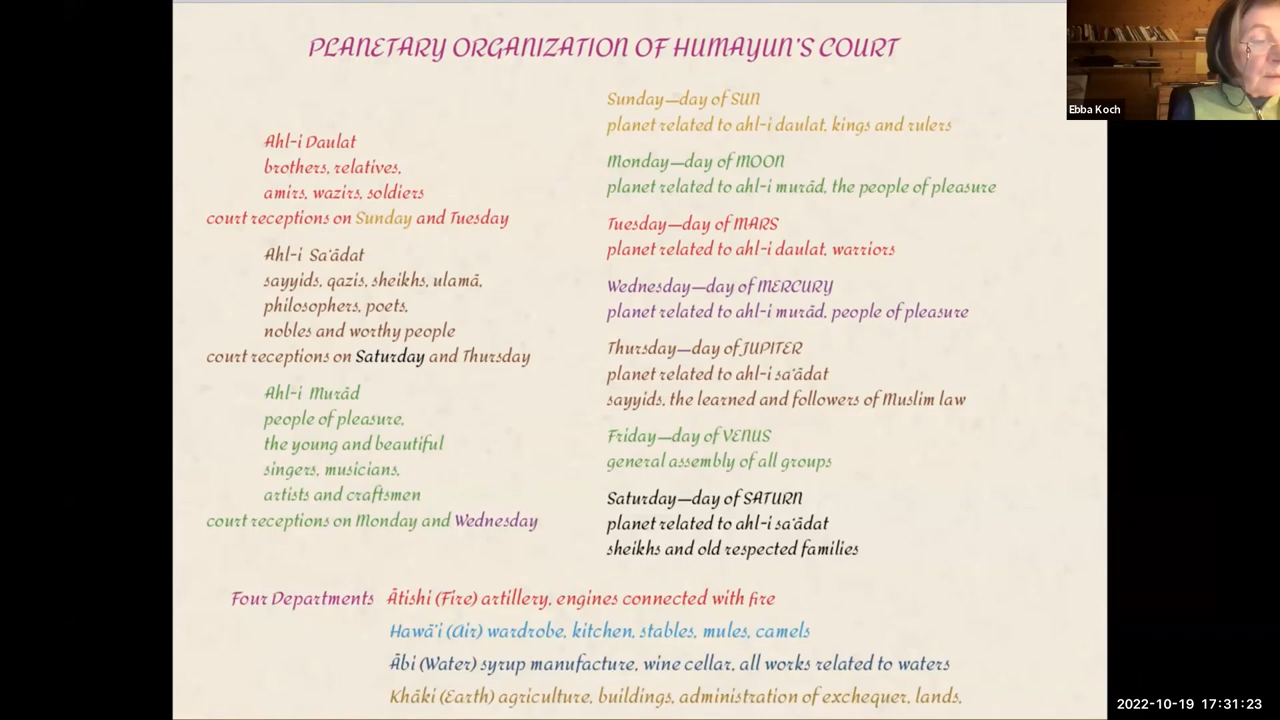 PLANETARY ORGANIZATION OF HUMAYUN'S COURT
Ahl-i Daulat
brothers, relatives,
amirs, wazirs, soldiers
court receptions on Sunday and Tuesday
Ahl-i Sa'ādat
sayyids, qazis, sheikhs, ulamā,
philosophers, poets,
nobles and worthy people
court receptions on Saturday and Thursday
Ahl-i Murād
people of pleasure,
the young and beautiful
singers, musicians,
artists and craftsmen
court receptions on Monday and Wednesday
Sunday—day of SUN
planet related to ahl-i daulat, kings and rulers
Monday—day of MOON
planet related to ahl-i murād, the people of pleasure
Tuesday—day of MARS
planet related to ahl-i daulat, warriors
Wednesday—day of MERCURY
planet related to ahl-i murād, people of pleasure
Thursday—day of JUPITER
planet related to ahl-i sa'ādat
sayyids, the learned and followers of Muslim law
Friday—day of VENUS
general assembly of all groups
Saturday—day of SATURN
planet related to ahl-i sa'ādat
sheikhs and old respected families
Four Departments Ātishi (Fire) artillery, engines connected with fire
Hawā'i (Air) wardrobe, kitchen, stables, mules, camels
Ābi (Water) syrup manufacture, wine cellar, all works related to waters
Khāki (Earth) agriculture, buildings, administration of exchequer, lands.
Ebba Koch
2022-10-19 17:31:23